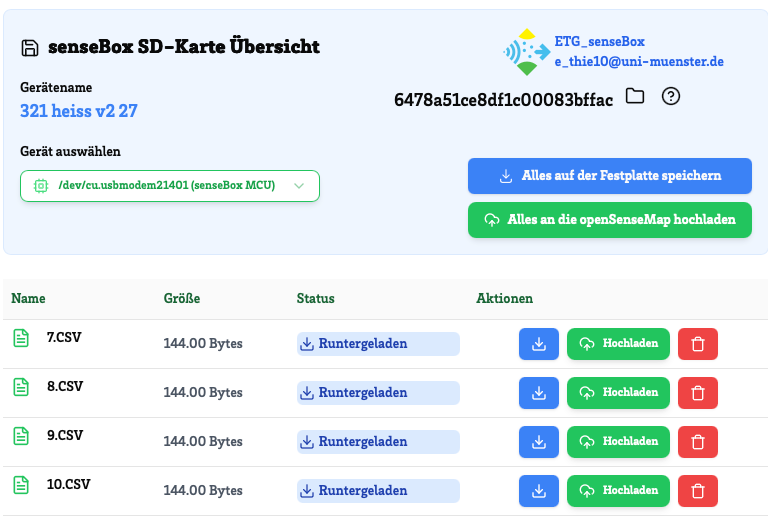 senseBox SD-Karte Übersicht
ETG_senseBox
e_thie10@uni-muenster.de
Gerätename
321 heiss v2 27
6478a51ce8df1c00083bffac
Gerät auswählen
/dev/cu.usbmodem21401 (senseBox MCU)
Alles auf der Festplatte speichern
Alles an die openSenseMap hochladen
Name Größe Status Aktionen
7.CSV 144.00 Bytes Runtergeladen Hochladen
8.CSV 144.00 Bytes Runtergeladen Hochladen
9.CSV 144.00 Bytes Runtergeladen Hochladen
10.CSV 144.00 Bytes Runtergeladen Hochladen